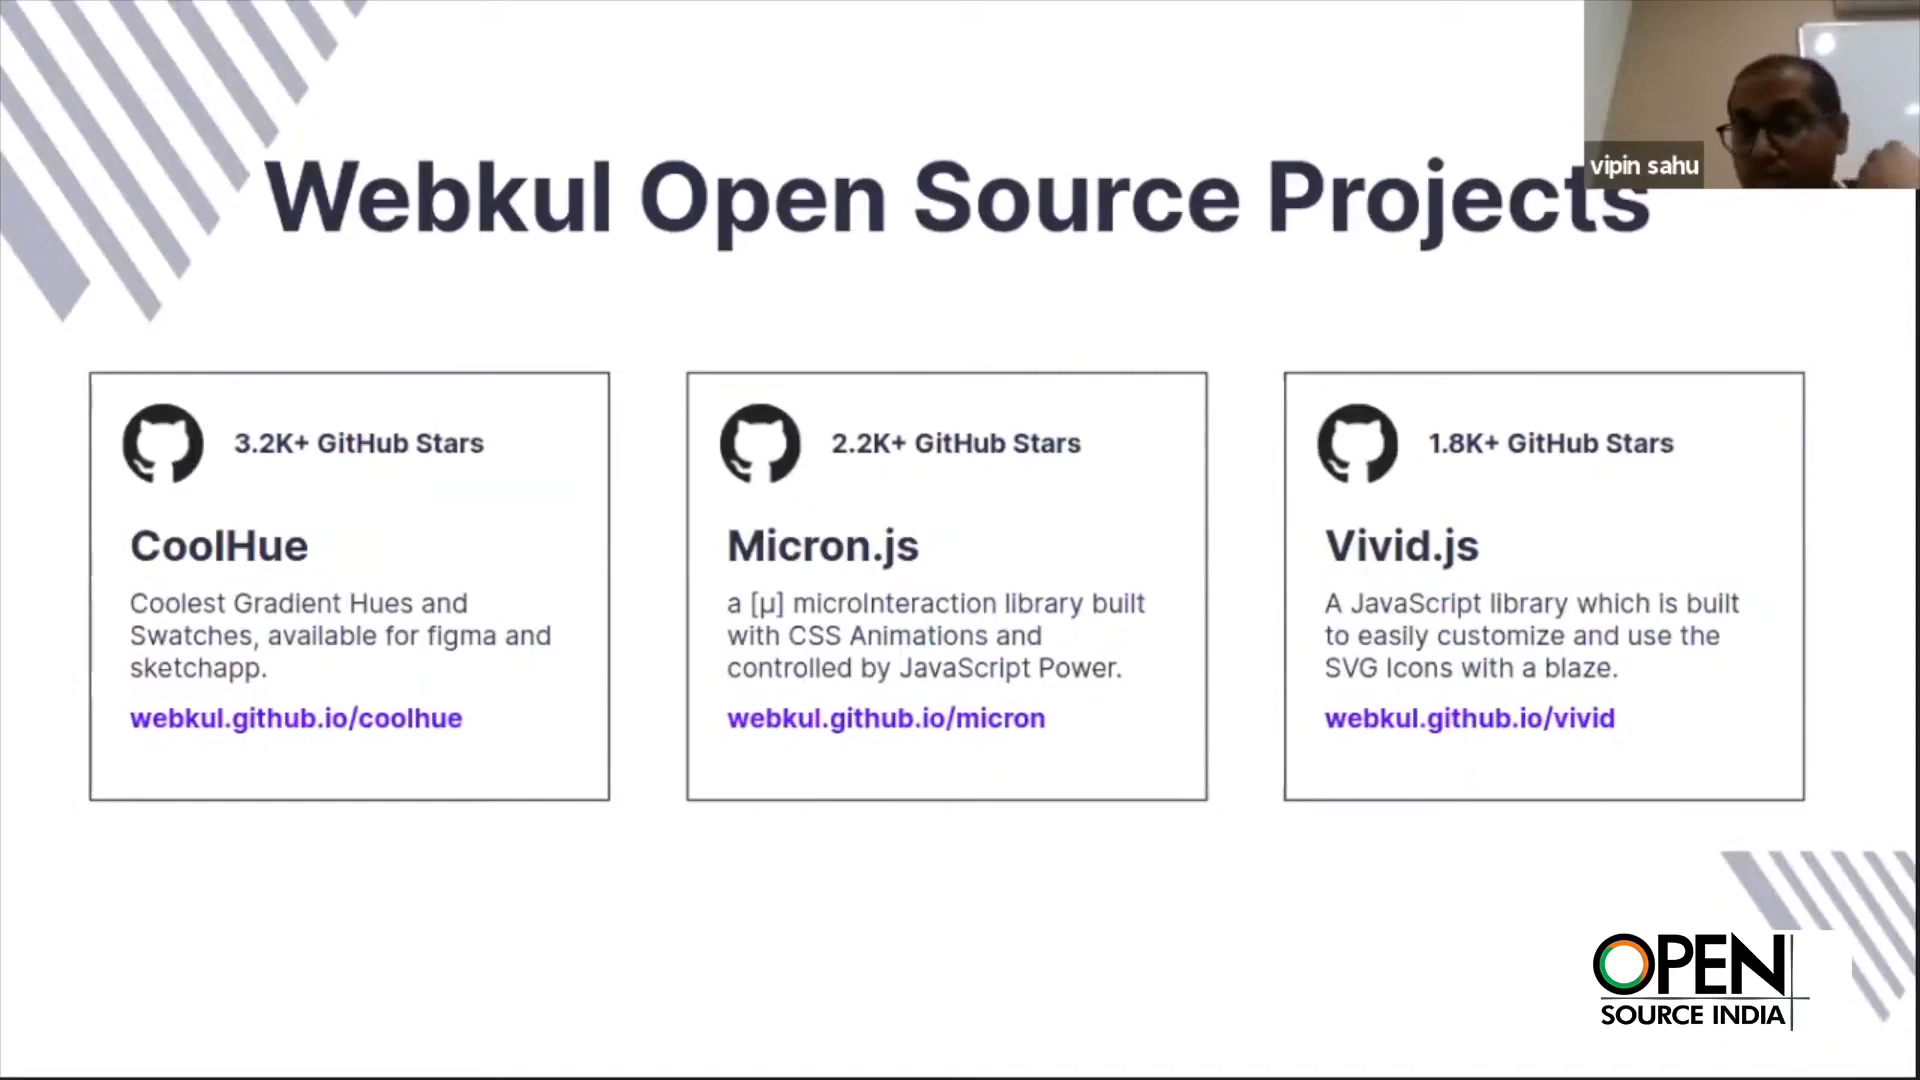 vipin sahu
Webkul Open Source Projects
3.2K+ GitHub Stars
CoolHue
Coolest Gradient Hues and
Swatches, available for figma and
sketchapp.
webkul.github.io/coolhue
2.2K+ GitHub Stars
Micron.js
a [μ] microInteraction library built
with CSS Animations and
controlled by JavaScript Power.
webkul.github.io/micron
1.8K+ GitHub Stars
Vivid.js
A JavaScript library which is built
to easily customize and use the
SVG Icons with a blaze.
webkul.github.io/vivid
OPEN
SOURCE INDIA